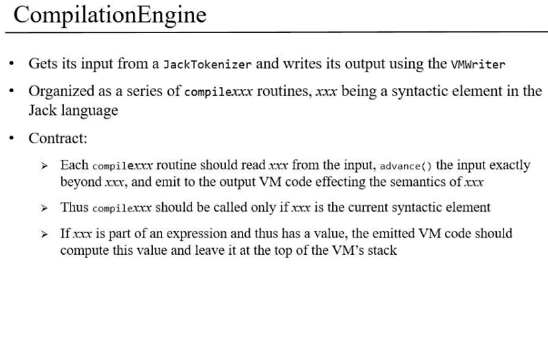 CompilationEngine
• Gets its input from a JackTokenizer and writes its output using the VMWriter
• Organized as a series of compilexxx routines, xxx being a syntactic element in the
Jack language
• Contract:
➢ Each compilexxx routine should read xxx from the input, advance() the input exactly
beyond xxx, and emit to the output VM code effecting the semantics of xxx
➢ Thus compilexxx should be called only if xxx is the current syntactic element
➢ If xxx is part of an expression and thus has a value, the emitted VM code should
compute this value and leave it at the top of the VM's stack